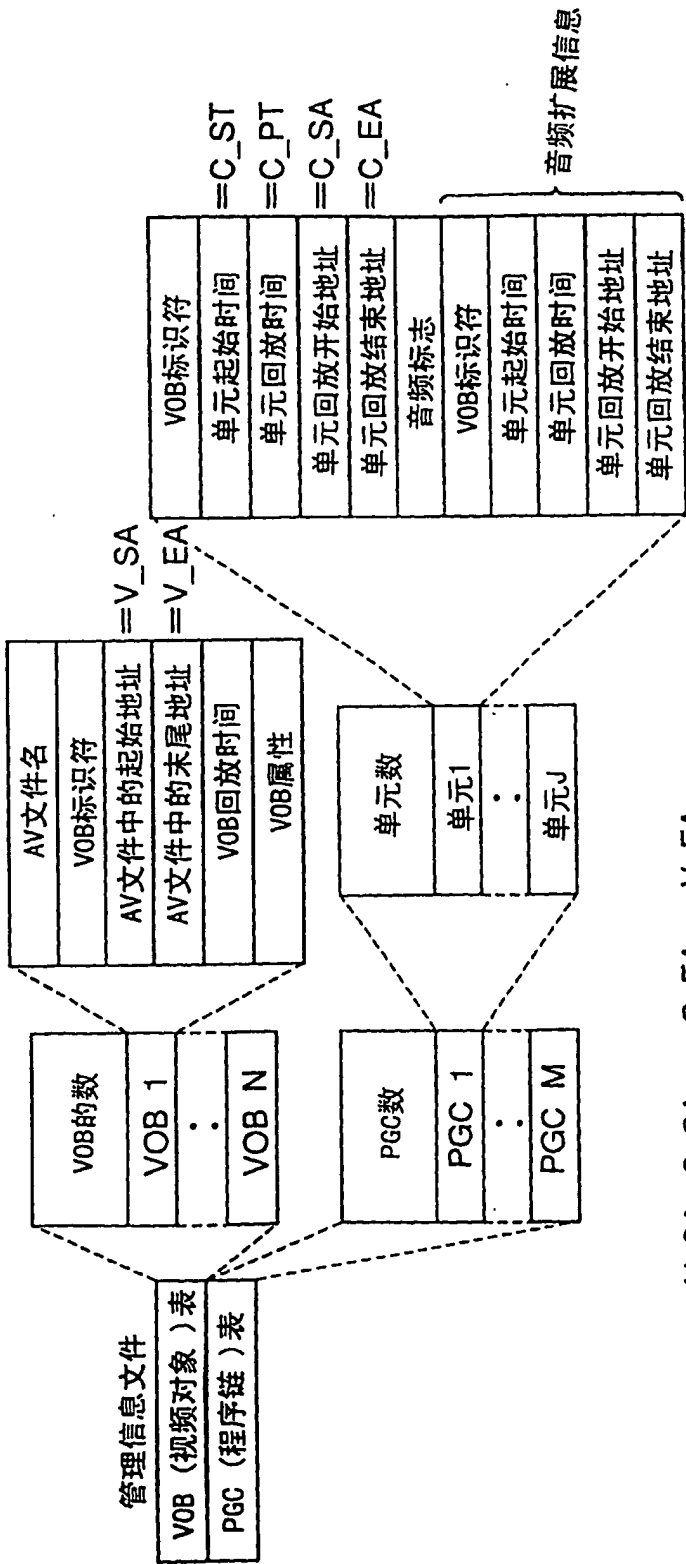 管理信息文件
VOB (视频对象)表
PGC (程序链)表
VOB的数
VOB 1
VOB N
PGC数
PGC 1
PGC M
AV文件名
VOB标识符
AV文件中的起始地址
=V_SA
AV文件中的末尾地址
=V_EA
VOB回放时间
VOB属性
单元数
单元1
单元J
VOB标识符
单元起始时间
=C_ST
单元回放时间
=C_PT
单元回放开始地址
=C_SA
单元回放结束地址
=C_EA
音频标志
VOB标识符
单元起始时间
单元回放时间
单元回放开始地址
单元回放结束地址
音频扩展信息